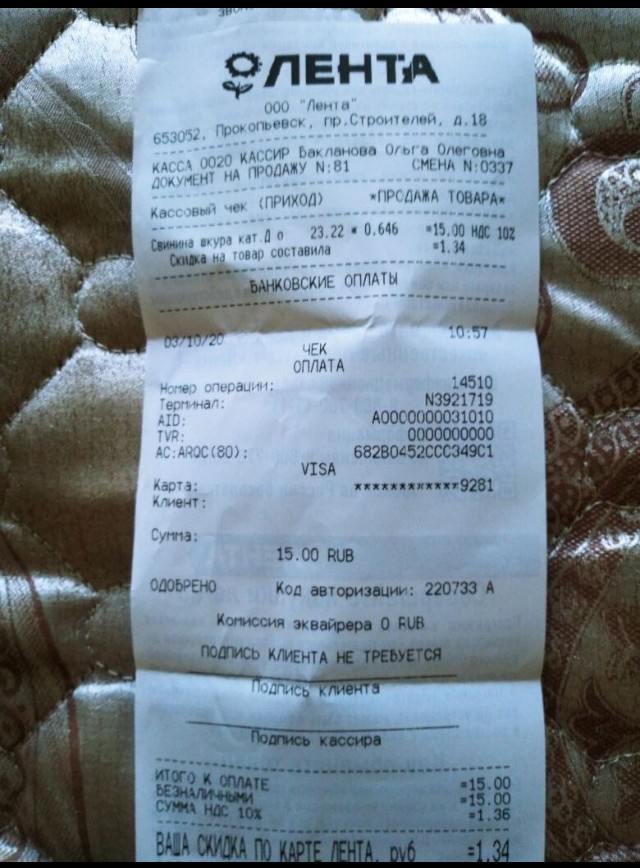 ЛЕНТА
ООО "Лента"
653052, Прокопьевск, пр.Строителей, д.18
КАССА 0020 КАССИР Бакланова Ольга Олеговна
ДОКУМЕНТ НА ПРОДАЖУ N:81 СМЕНА N:0337
Кассовый чек (ПРИХОД) *ПРОДАЖА ТОВАРА*
Свинина шкура кат.Д о 23.22 * 0.646 =15.00 НДС 10%
Скидка на товар составила =1.34
БАНКОВСКИЕ ОПЛАТЫ
03/10/20 10:57
ЧЕК
ОПЛАТА
Номер операции: 14510
Терминал: N3921719
AID: A0000000031010
TVR: 0000000000
AC:ARQC(80): 682B0452CCC349C1
VISA
Карта: ************9281
Клиент:
Сумма:
15.00 RUB
ОДОБРЕНО Код авторизации: 220733 А
Комиссия эквайрера 0 RUB
ПОДПИСЬ КЛИЕНТА НЕ ТРЕБУЕТСЯ
Подпись клиента
Подпись кассира
ИТОГО К ОПЛАТЕ =15.00
БЕЗНАЛИЧНЫМИ =15.00
СУММА НДС 10% =1.36
ВАША СКИДКА ПО КАРТЕ ЛЕНТА, руб =1.34